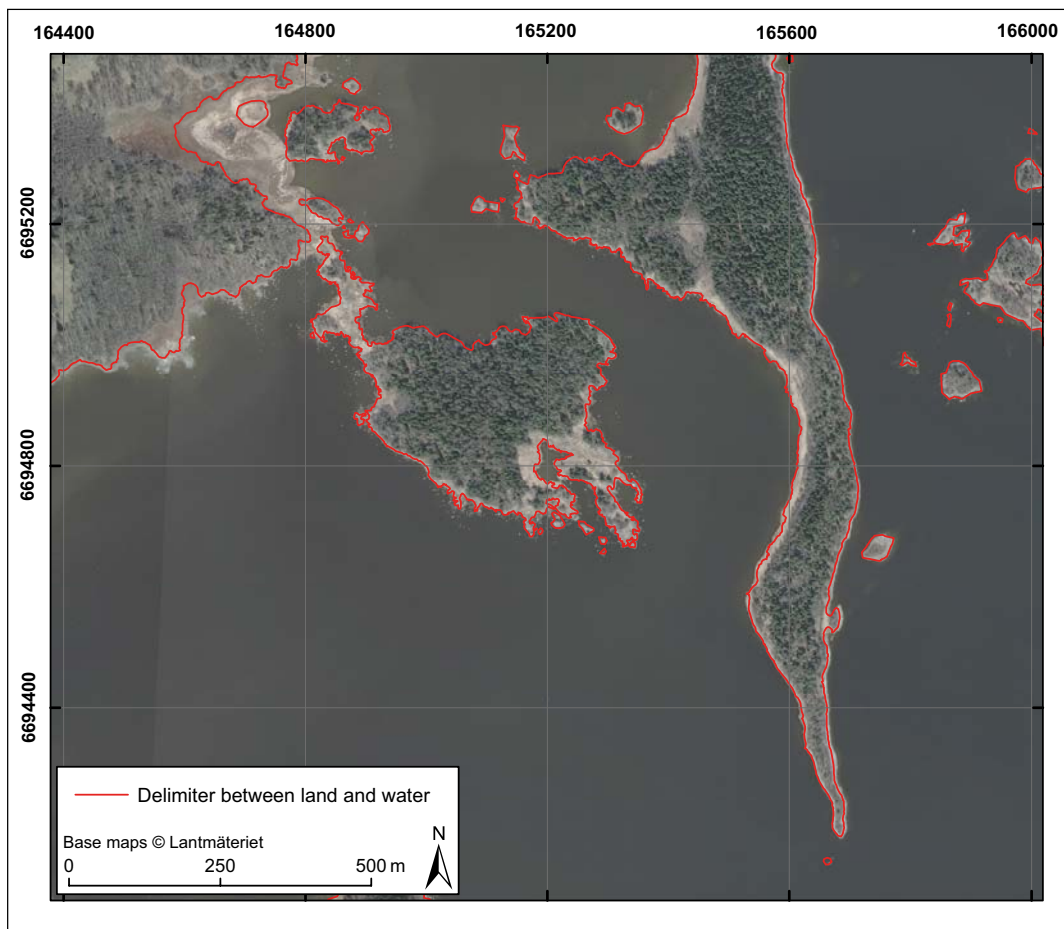 164400 164800 165200 165600 166000
6695200
6694800
6694400
Delimiter between land and water
Base maps © Lantmäteriet
N
0 250 500 m